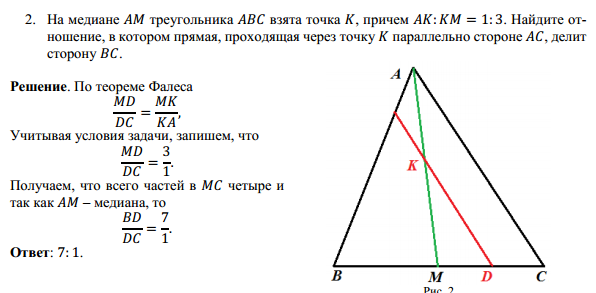 2. На медиане AM треугольника ABC взята точка K, причем AK:KM = 1:3. Найдите от-
ношение, в котором прямая, проходящая через точку K параллельно стороне AC, делит
сторону BC.
Решение. По теореме Фалеса
MD/DC = MK/KA,
Учитывая условия задачи, запишем, что
MD/DC = 3/1.
Получаем, что всего частей в MC четыре и
так как AM – медиана, то
BD/DC = 7/1.
Ответ: 7:1.
A
K
B M D C
Рис. 2